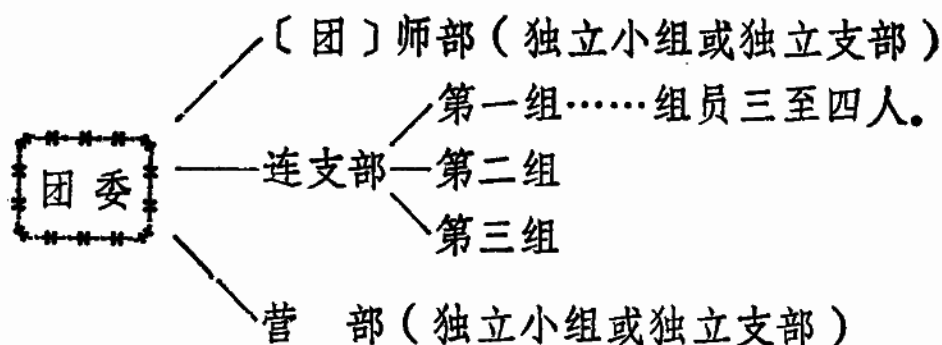 〔团〕师部（独立小组或独立支部）
第一组……组员三至四人。
团委
连支部
第二组
第三组
营 部（独立小组或独立支部）